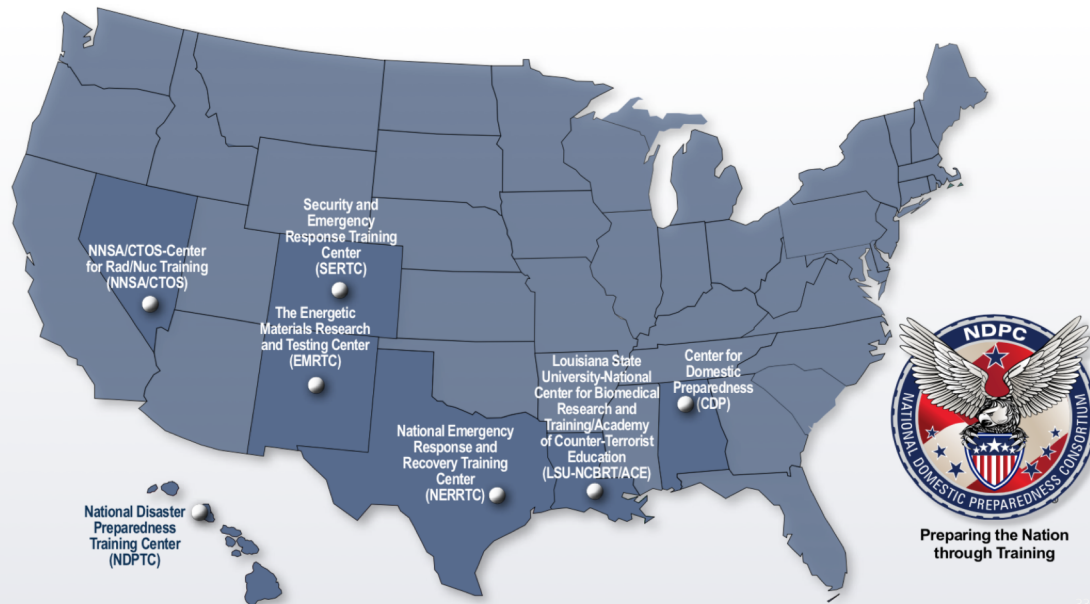 Security and
Emergency
Response Training
Center
(SERTC)
NNSA/CTOS-Center
for Rad/Nuc Training
(NNSA/CTOS)
The Energetic
Materials Research
and Testing Center
(EMRTC)
Louisiana State
University-National
Center for Biomedical
Research and
Training/Academy
of Counter-Terrorist
Education
(LSU-NCBRT/ACE)
Center for
Domestic
Preparedness
(CDP)
National Emergency
Response and
Recovery Training
Center
(NERRTC)
National Disaster
Preparedness
Training Center
(NDPTC)
NDPC
NATIONAL DOMESTIC PREPAREDNESS CONSORTIUM
Preparing the Nation
through Training